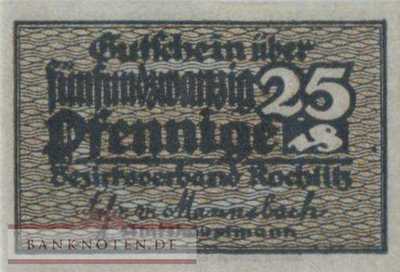 Gutschein über
fünfundzwanzig 25
Pfennige
Bezirksverband Rochlitz
BANKNOTEN.DE